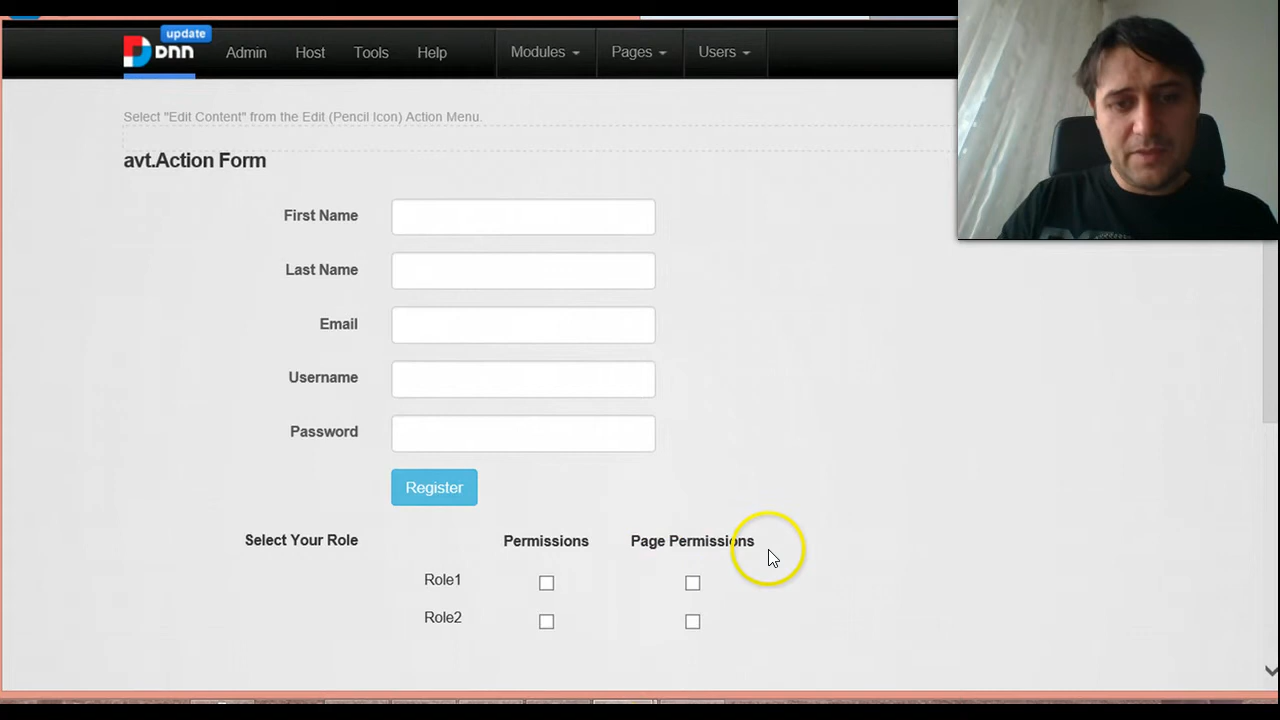 update
DNN Admin Host Tools Help Modules Pages Users
Select "Edit Content" from the Edit (Pencil Icon) Action Menu.
avt.Action Form
First Name
Last Name
Email
Username
Password
Register
Select Your Role Permissions Page Permissions
Role1
Role2